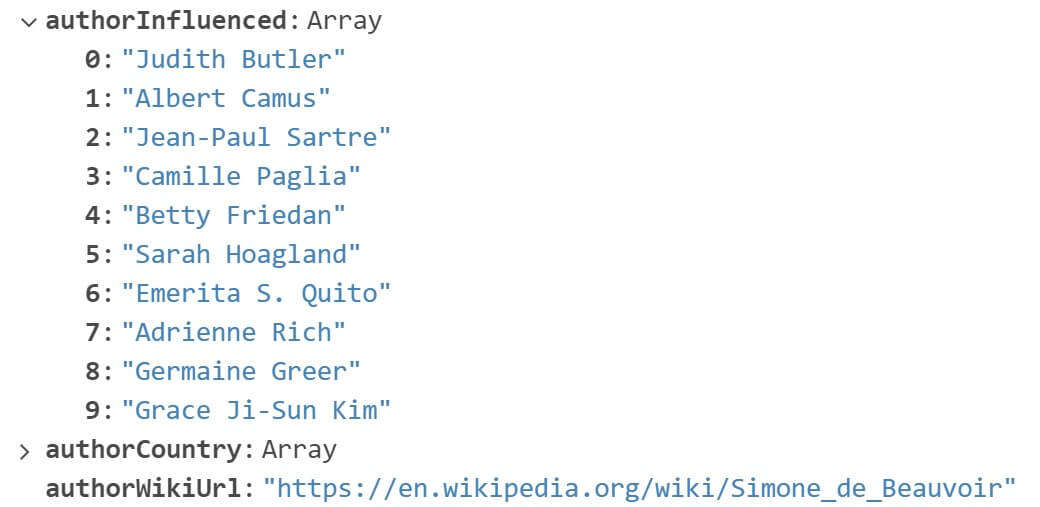 authorInfluenced: Array
0: "Judith Butler"
1: "Albert Camus"
2: "Jean-Paul Sartre"
3: "Camille Paglia"
4: "Betty Friedan"
5: "Sarah Hoagland"
6: "Emerita S. Quito"
7: "Adrienne Rich"
8: "Germaine Greer"
9: "Grace Ji-Sun Kim"
authorCountry: Array
authorWikiUrl: "https://en.wikipedia.org/wiki/Simone_de_Beauvoir"